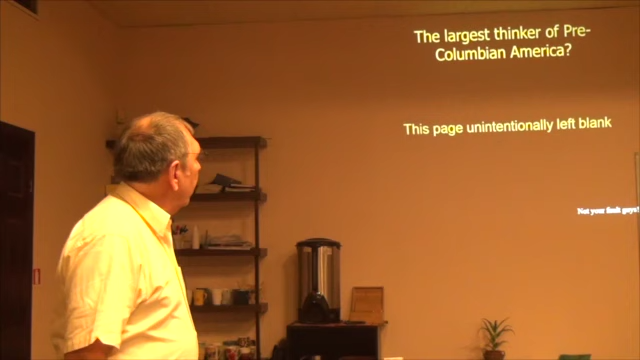 The largest thinker of Pre-
Columbian America?
This page unintentionally left blank
Not your fault guys!